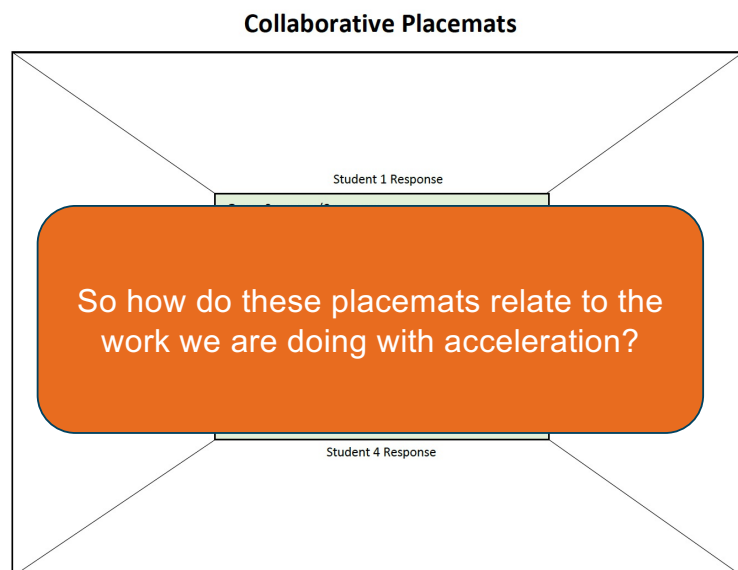 Collaborative Placemats
Student 1 Response
So how do these placemats relate to the
work we are doing with acceleration?
Student 4 Response